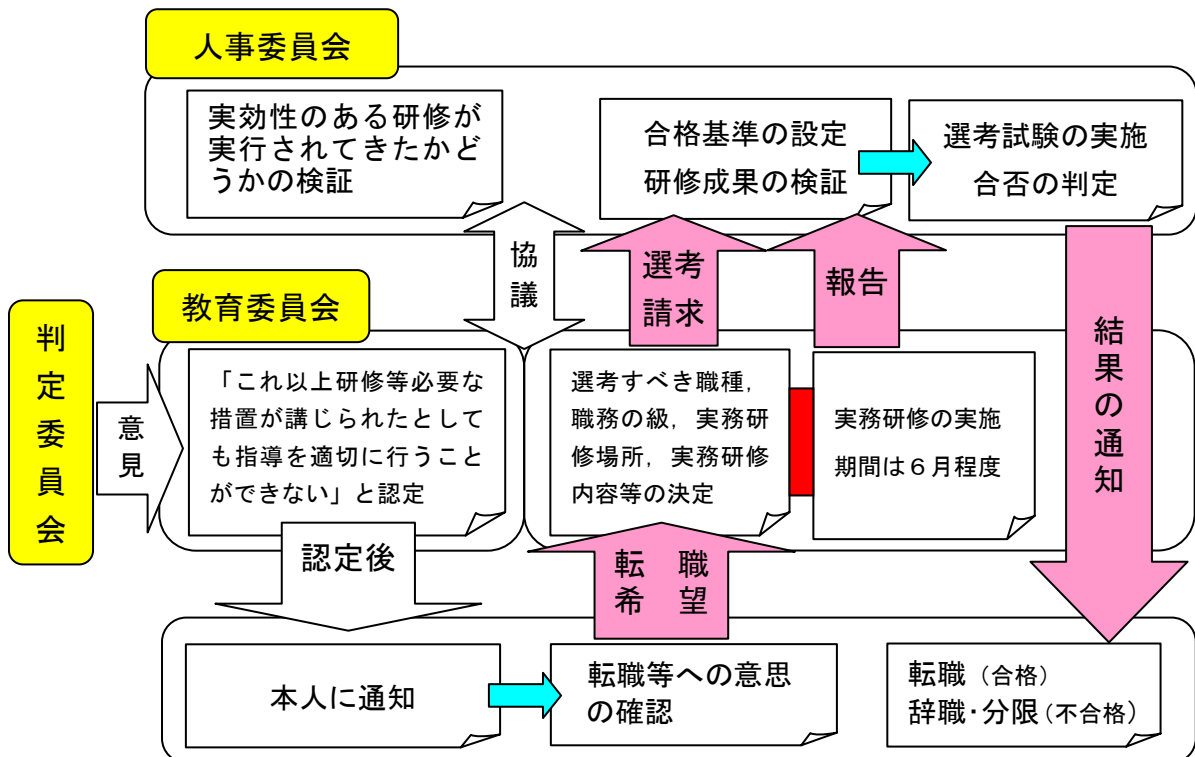 人事委員会
実効性のある研修が
実行されてきたかど
うかの検証
合格基準の設定
研修成果の検証
選考試験の実施
合否の判定
協議
選考
請求
報告
結果の通知
教育委員会
判定委員会
意見
「これ以上研修等必要な
措置が講じられたとして
も指導を適切に行うこと
ができない」と認定
選考すべき職種，
職務の級，実務研
修場所，実務研修
内容等の決定
実務研修の実施
期間は６月程度
認定後
転　職
希　望
本人に通知
転職等への意思
の確認
転職（合格）
辞職・分限（不合格）